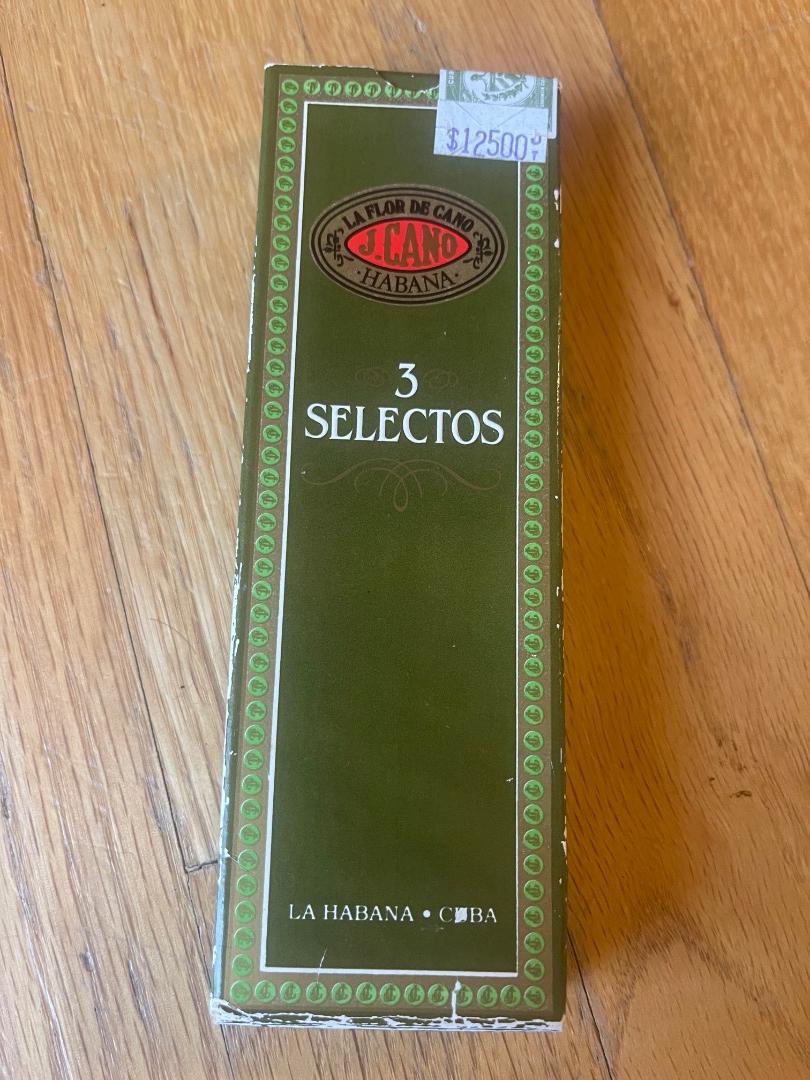 $12500
LA FLOR DE CANO
J. CANO
·HABANA·
3
SELECTOS
LA HABANA • CUBA